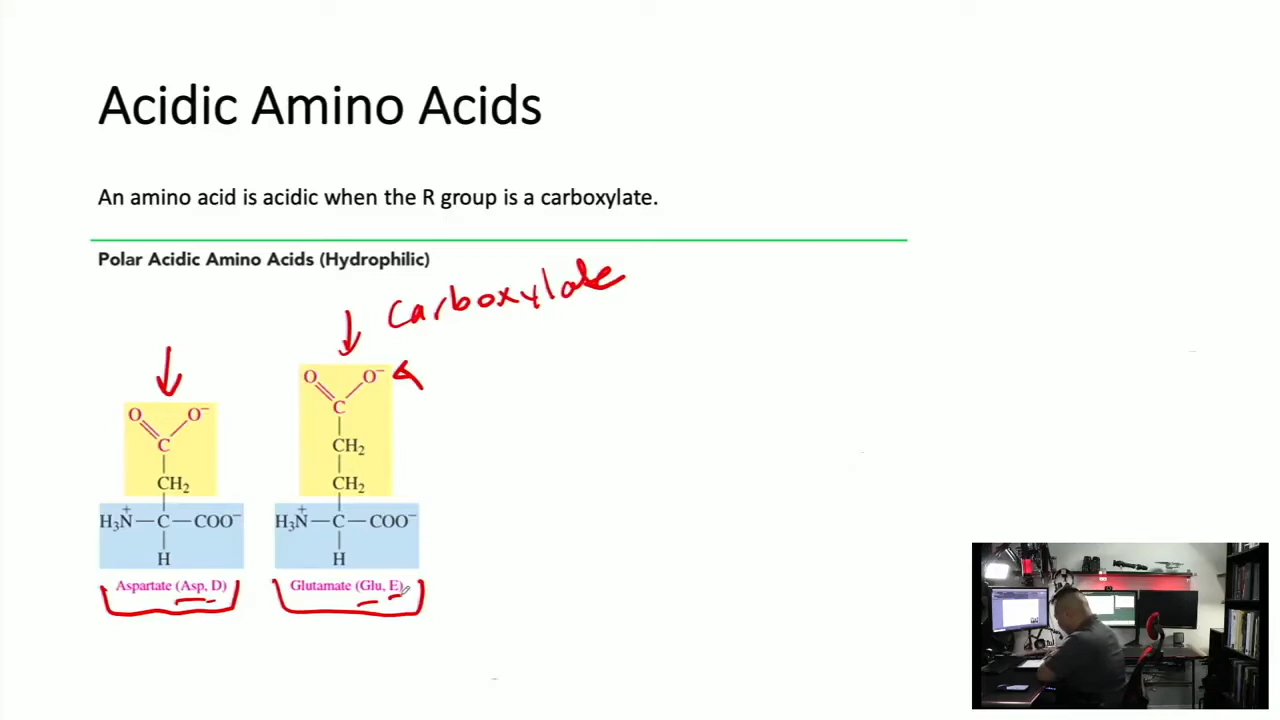 Acidic Amino Acids
An amino acid is acidic when the R group is a carboxylate.
Polar Acidic Amino Acids (Hydrophilic)
Carboxylate
O O⁻
C
CH₂
H₃N⁺—C—COO⁻
H
Aspartate (Asp, D)
O O⁻
C
CH₂
CH₂
H₃N⁺—C—COO⁻
H
Glutamate (Glu, E)